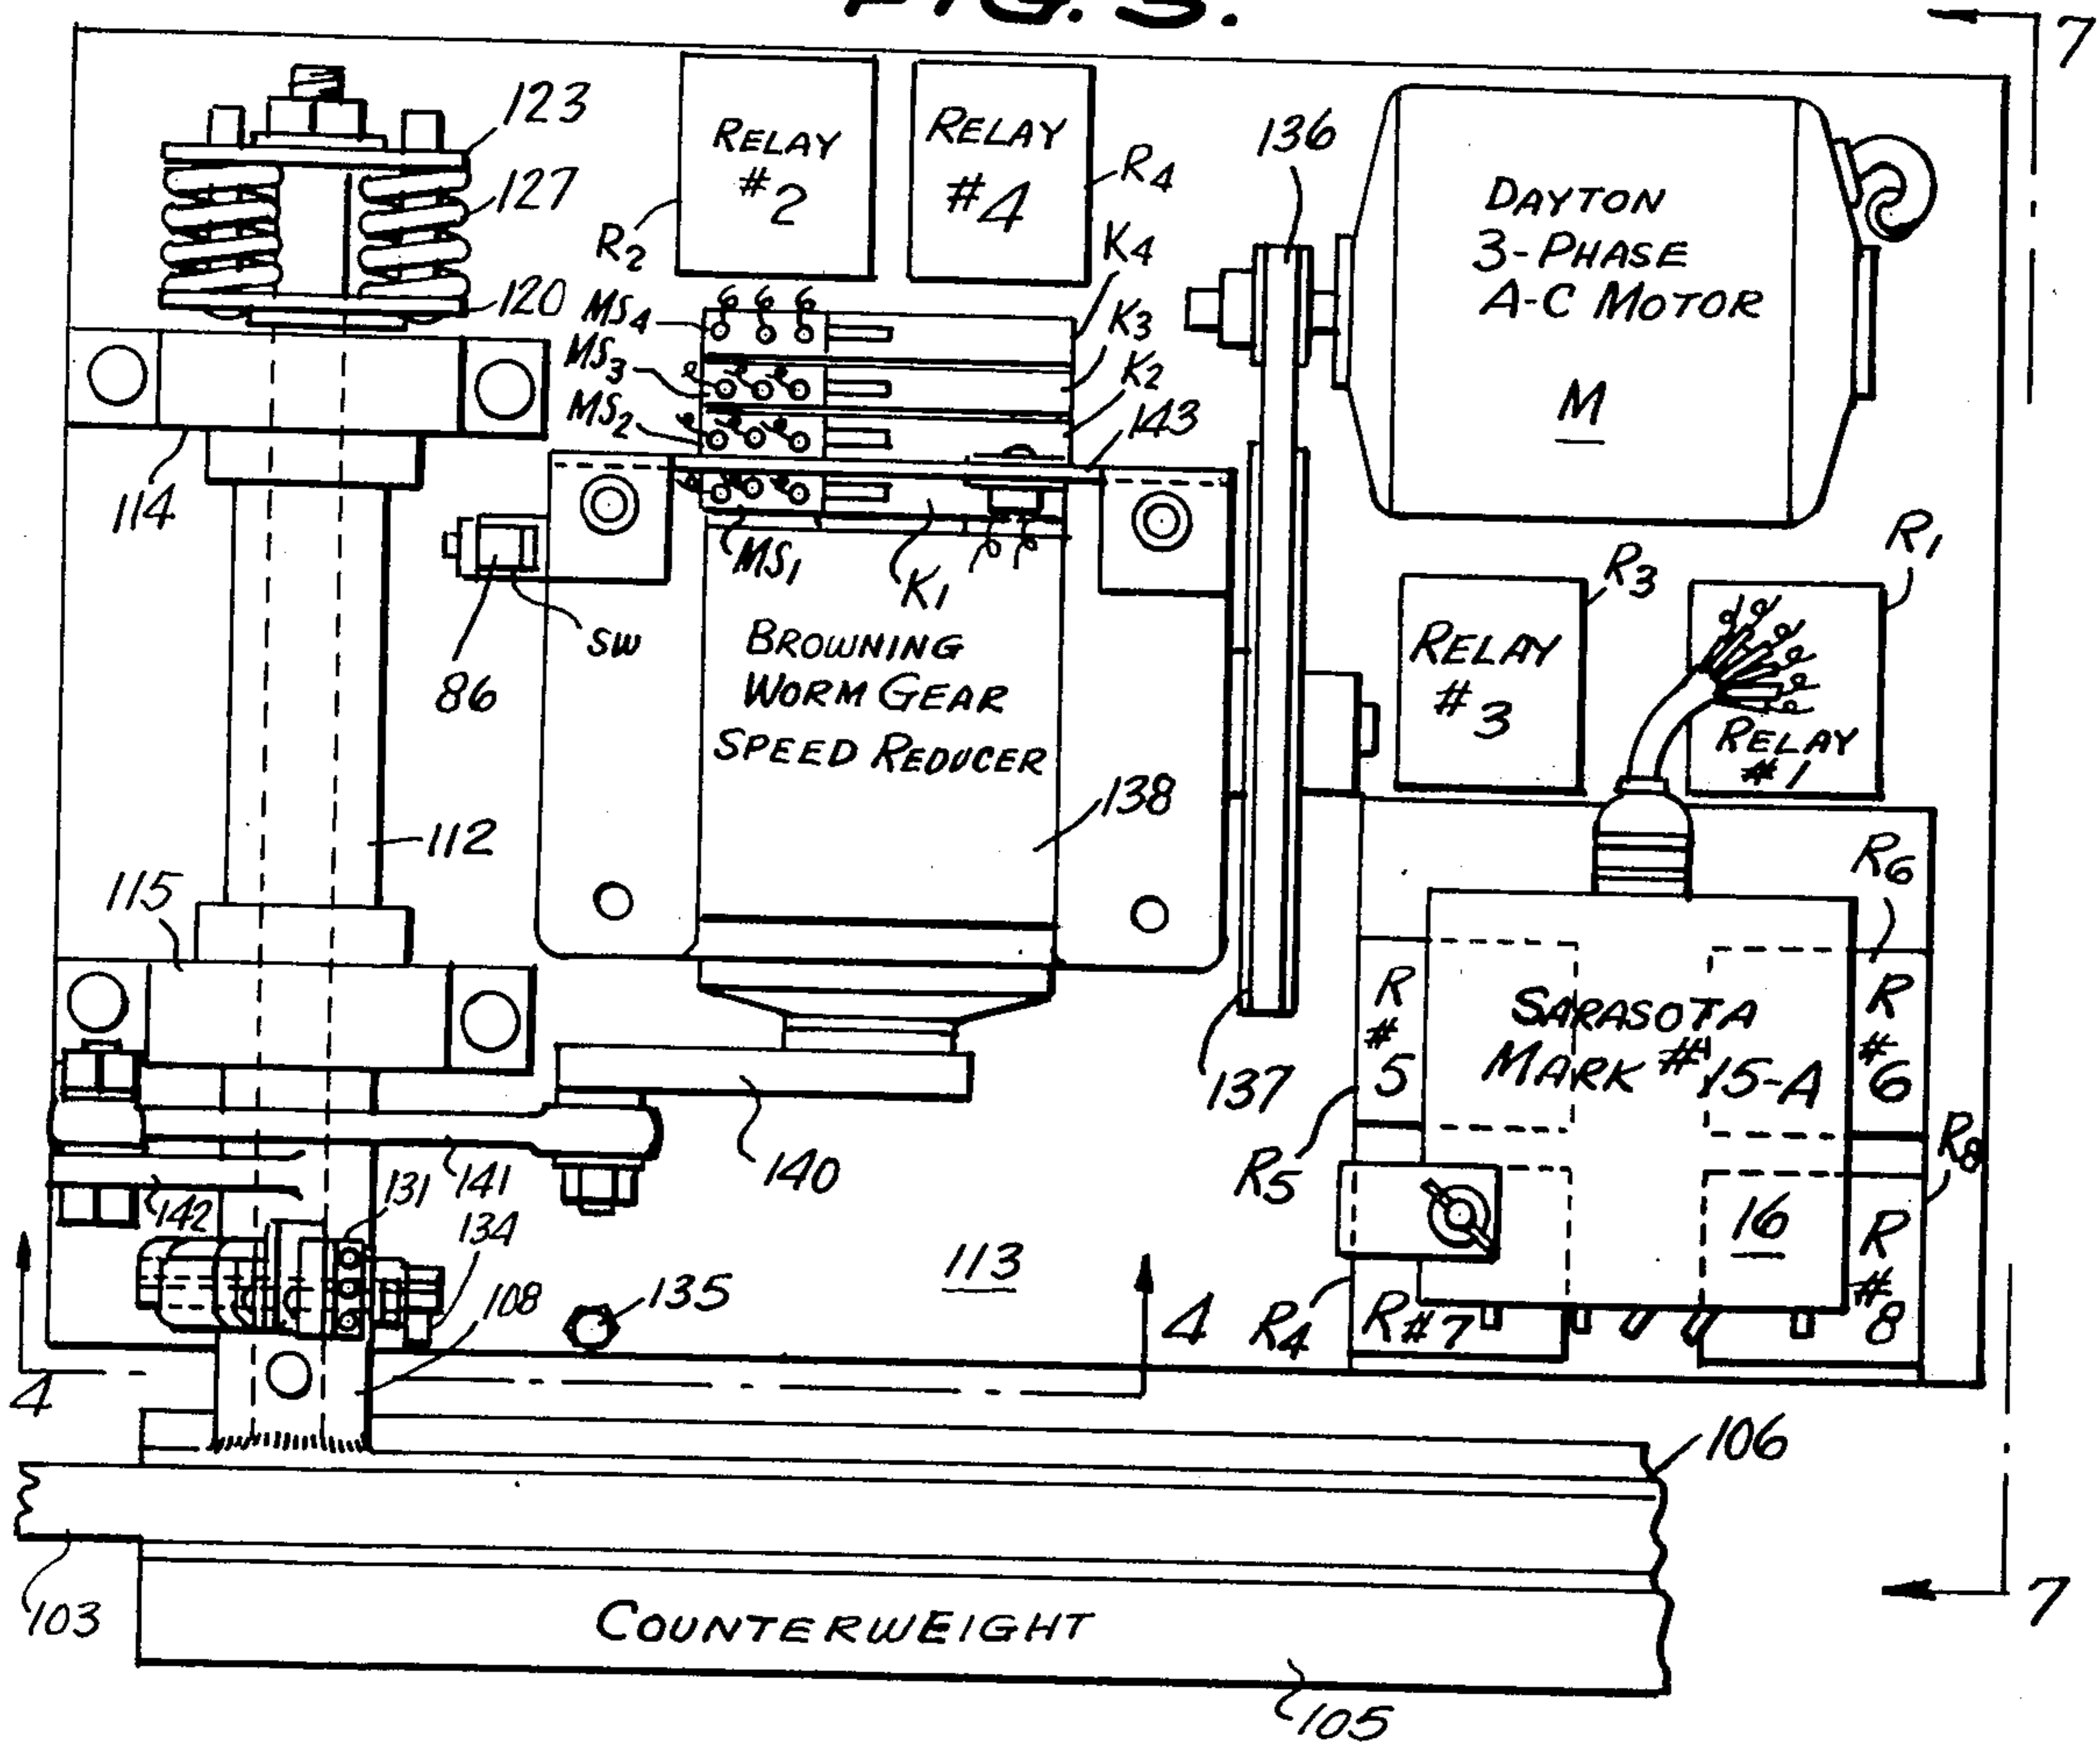 FIG. 3.
7
123
127
120
RELAY
#2
R2
RELAY
#4
R4
136
DAYTON
3-PHASE
A-C MOTOR
M
K4
K3
K2
143
MS4
MS3
MS2
MS1
K1
114
86
SW
BROWNING
WORM GEAR
SPEED REDUCER
138
R3
RELAY
#3
R1
RELAY
#1
112
115
R6
R
#
5
SARASOTA
MARK #15-A
R
#
6
137
R5
R8
140
141
142
131
134
108
135
113
16
R
#
8
4
4
R4
R#7
106
103
COUNTERWEIGHT
105
7